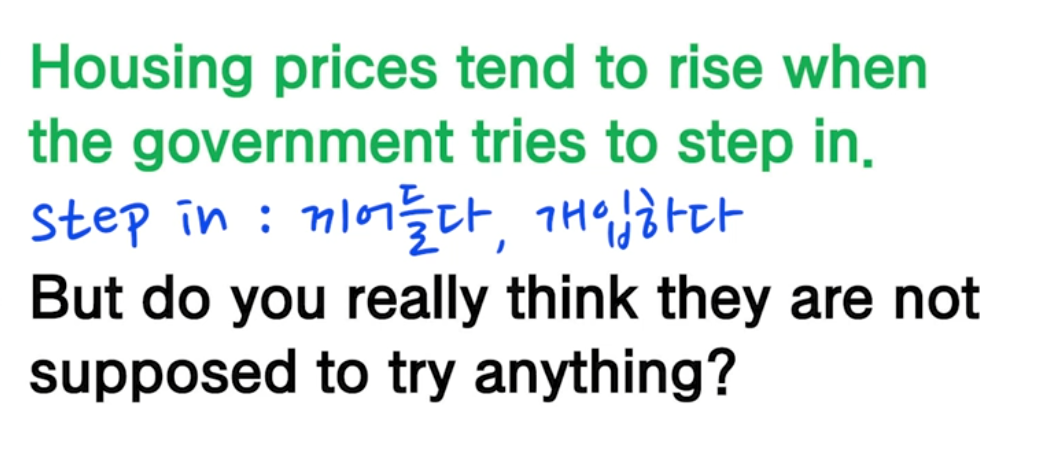 Housing prices tend to rise when
the government tries to step in.
step in : 끼어들다, 개입하다
But do you really think they are not
supposed to try anything?